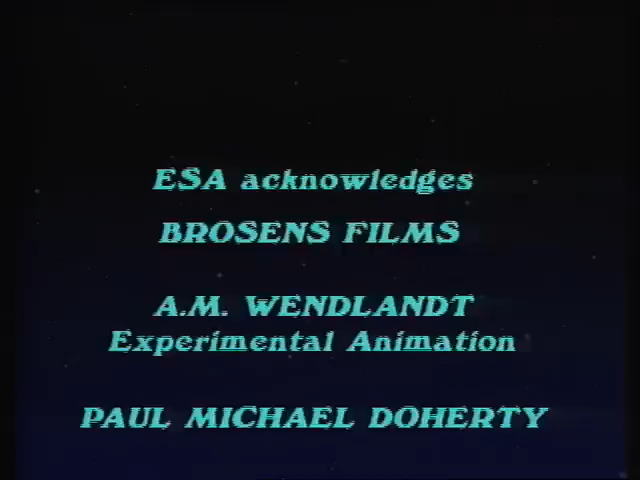 ESA acknowledges
BROSENS FILMS
A.M. WENDLANDT
Experimental Animation
PAUL MICHAEL DOHERTY